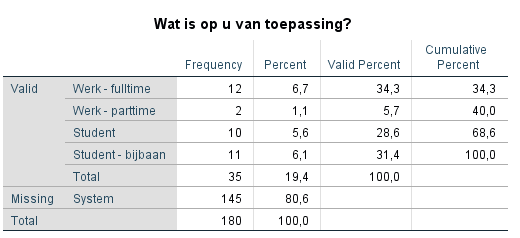 Wat is op u van toepassing?
Frequency Percent Valid Percent Cumulative Percent
Valid Werk - fulltime 12 6,7 34,3 34,3
Werk - parttime 2 1,1 5,7 40,0
Student 10 5,6 28,6 68,6
Student - bijbaan 11 6,1 31,4 100,0
Total 35 19,4 100,0
Missing System 145 80,6
Total 180 100,0